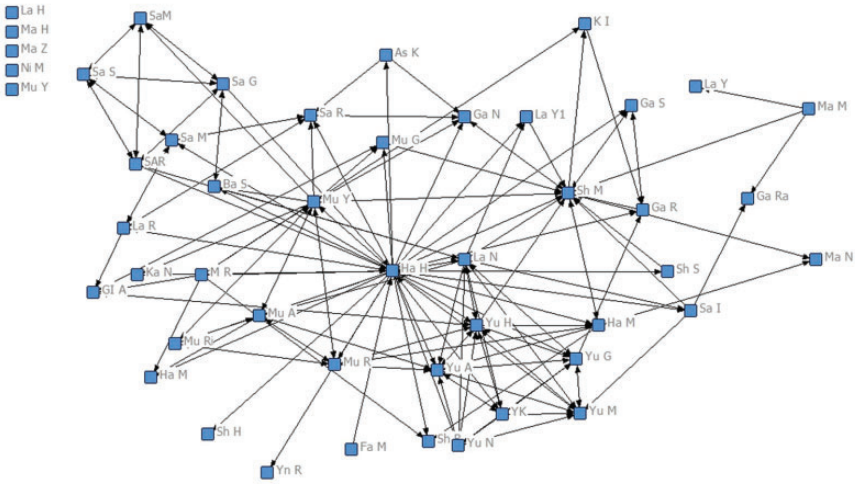 La H
Ma H
Ma Z
Ni M
Mu Y
SaM
Sa S
Sa G
As K
K I
La Y
Ma M
Sa R
Ga N
La Y1
Ga S
Sa M
Mu G
SAR
Ba S
Mu Y
Sh M
Ga R
Ga Ra
La R
Ka N
M R
Ha H
La N
Sh S
Ma N
GI A
Mu A
Yu H
Ha M
Sa I
Mu Ri
Ha M
Mu R
Yu A
Yu G
YK
Yu M
Sh H
Yn R
Fa M
Yu N